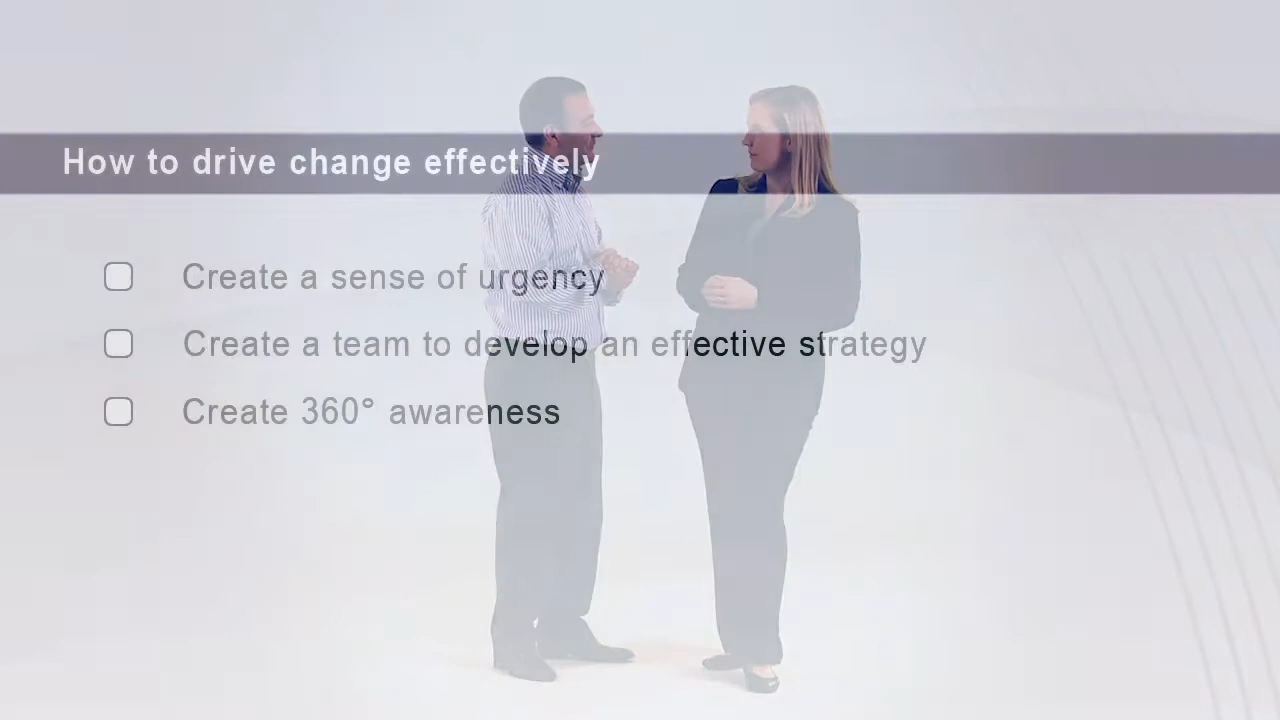 How to drive change effectively
Create a sense of urgency
Create a team to develop an effective strategy
Create 360° awareness